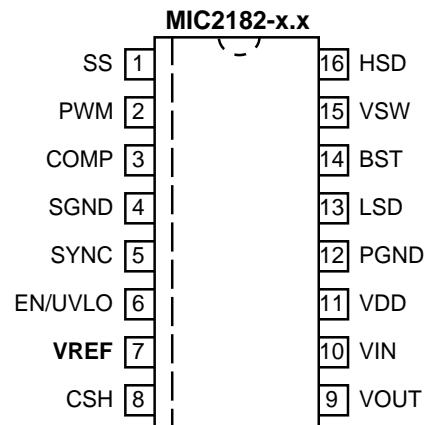 MIC2182-x.x
SS 1 16 HSD
PWM 2 15 VSW
COMP 3 14 BST
SGND 4 13 LSD
SYNC 5 12 PGND
EN/UVLO 6 11 VDD
VREF 7 10 VIN
CSH 8 9 VOUT